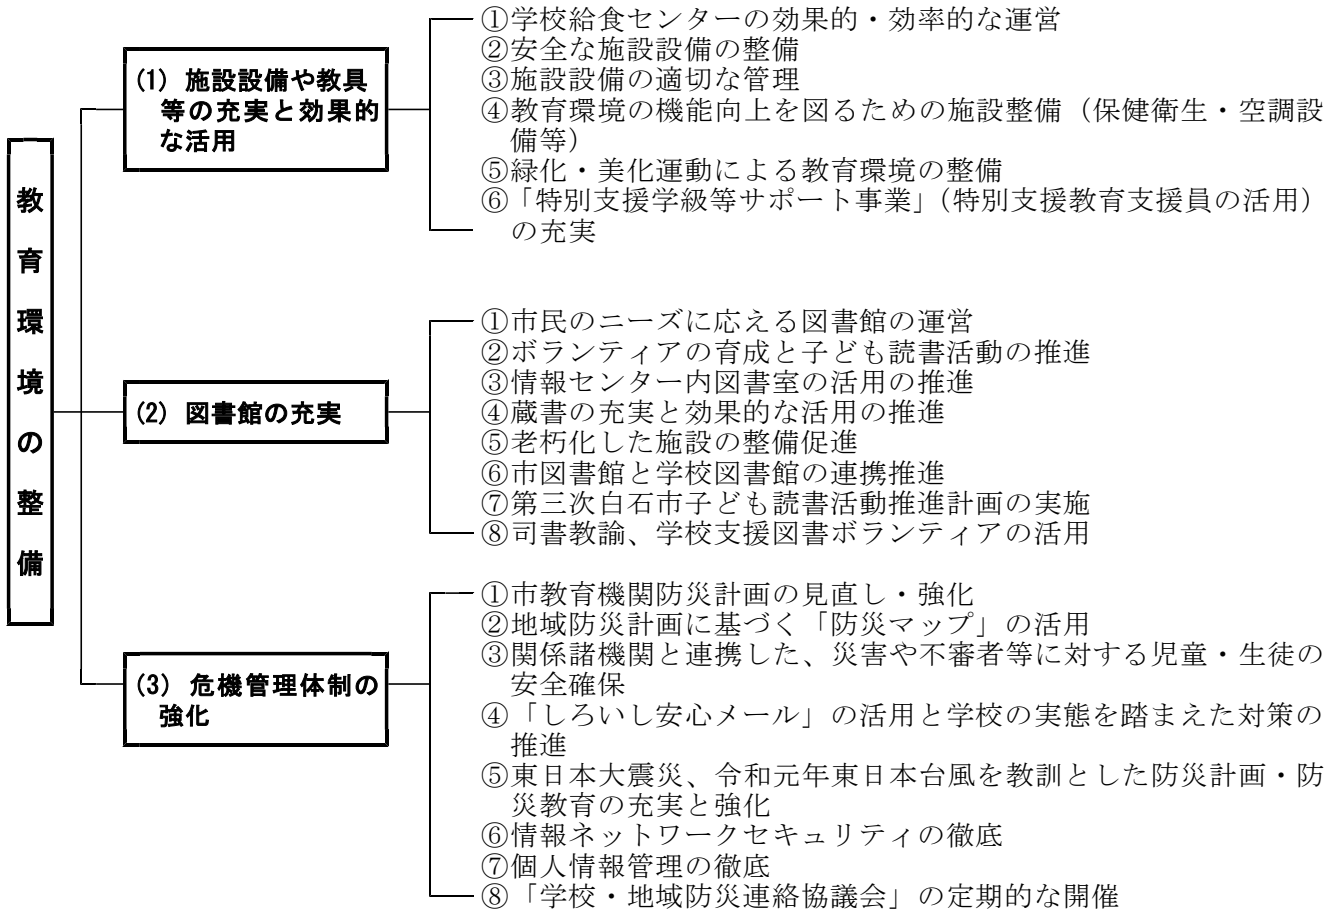 教育環境の整備
(1) 施設設備や教具
等の充実と効果的
な活用
①学校給食センターの効果的・効率的な運営
②安全な施設設備の整備
③施設設備の適切な管理
④教育環境の機能向上を図るための施設整備（保健衛生・空調設
備等）
⑤緑化・美化運動による教育環境の整備
⑥「特別支援学級等サポート事業」（特別支援教育支援員の活用）
の充実
(2) 図書館の充実
①市民のニーズに応える図書館の運営
②ボランティアの育成と子ども読書活動の推進
③情報センター内図書室の活用の推進
④蔵書の充実と効果的な活用の推進
⑤老朽化した施設の整備促進
⑥市図書館と学校図書館の連携推進
⑦第三次白石市子ども読書活動推進計画の実施
⑧司書教諭、学校支援図書ボランティアの活用
(3) 危機管理体制の
強化
①市教育機関防災計画の見直し・強化
②地域防災計画に基づく「防災マップ」の活用
③関係諸機関と連携した、災害や不審者等に対する児童・生徒の
安全確保
④「しろいし安心メール」の活用と学校の実態を踏まえた対策の
推進
⑤東日本大震災、令和元年東日本台風を教訓とした防災計画・防
災教育の充実と強化
⑥情報ネットワークセキュリティの徹底
⑦個人情報管理の徹底
⑧「学校・地域防災連絡協議会」の定期的な開催